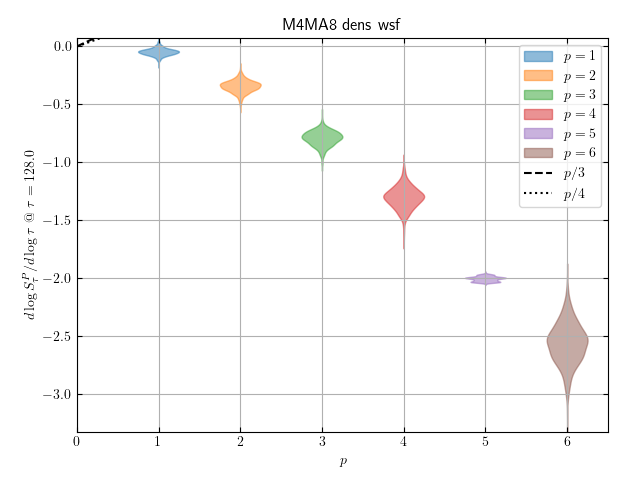 M4MA8 dens wsf
0.0
−0.5
−1.0
−1.5
−2.0
−2.5
−3.0
d log S_τ^P / d log τ @ τ = 128.0
0 1 2 3 4 5 6
p
p = 1
p = 2
p = 3
p = 4
p = 5
p = 6
p/3
p/4